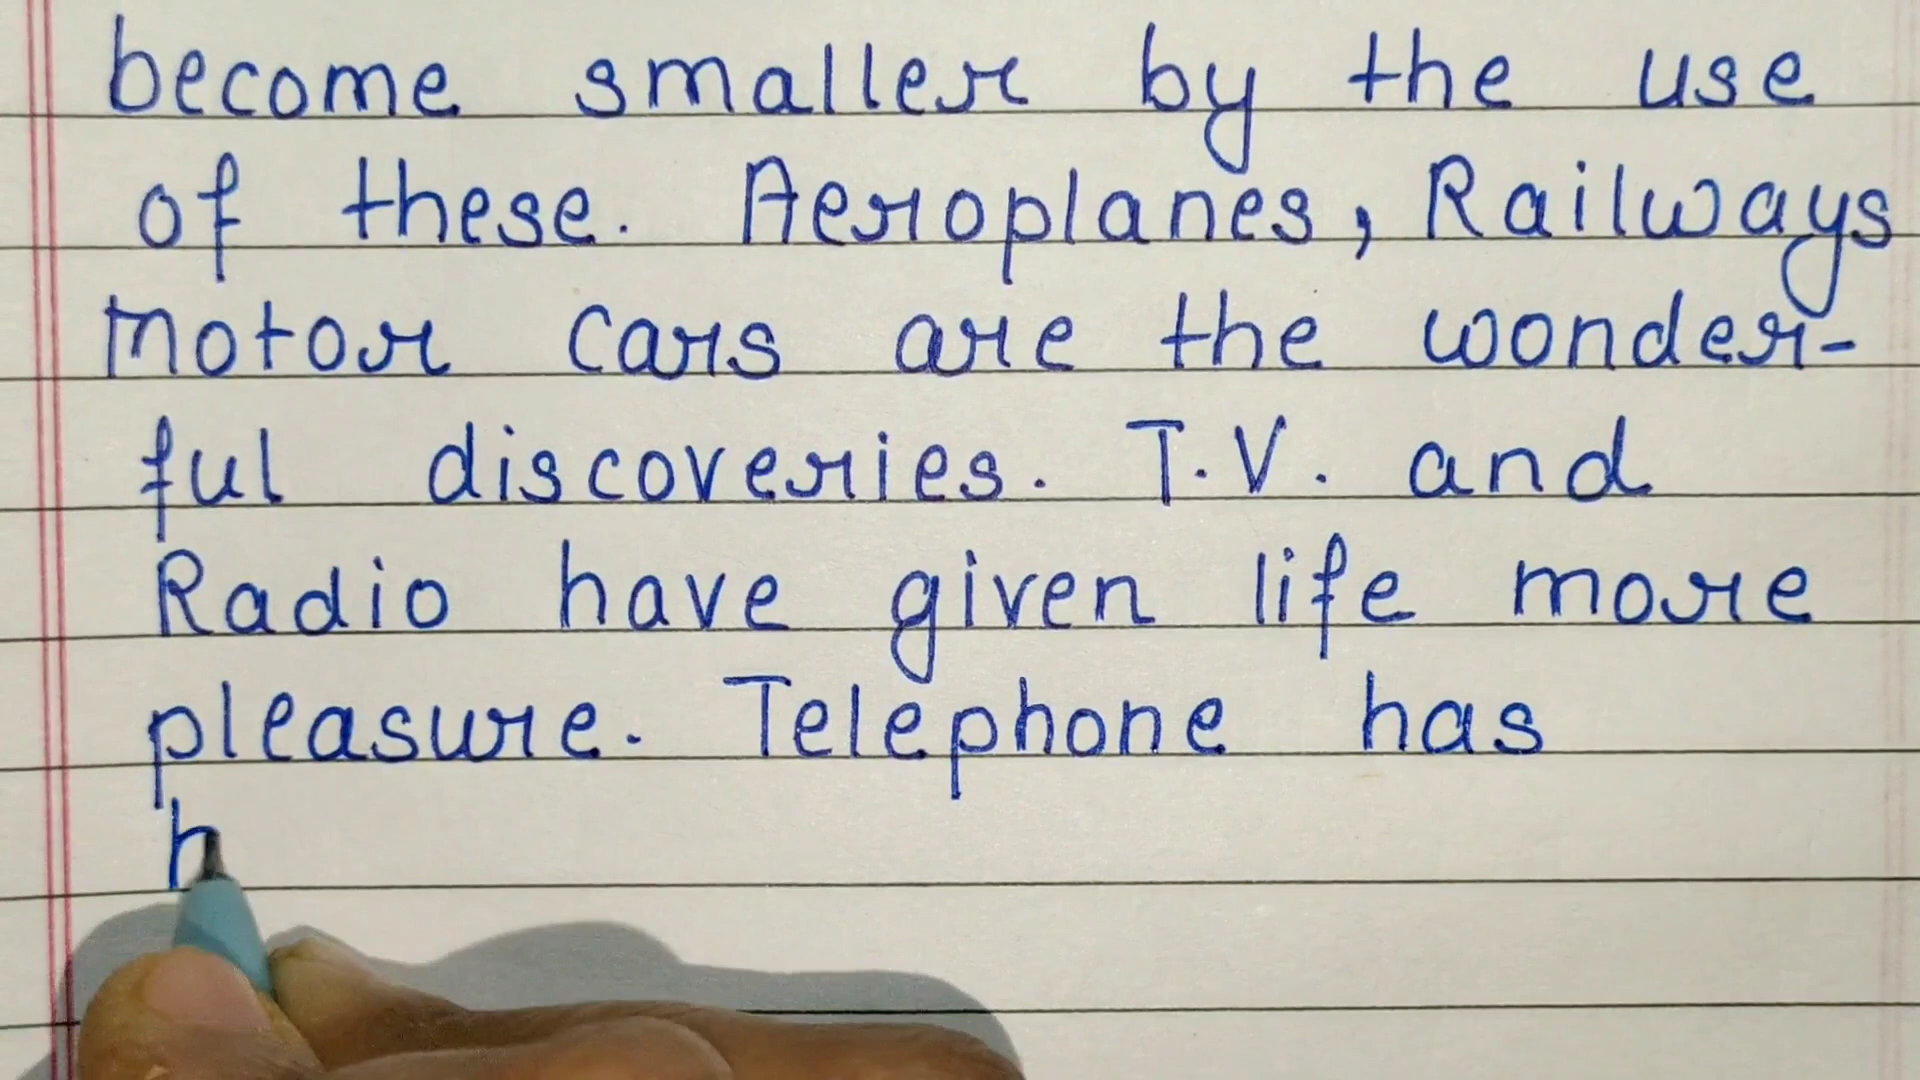 become smaller by the use
of these. Aeroplanes, Railways
motor cars are the wonder-
ful discoveries. T.V. and
Radio have given life more
pleasure. Telephone has